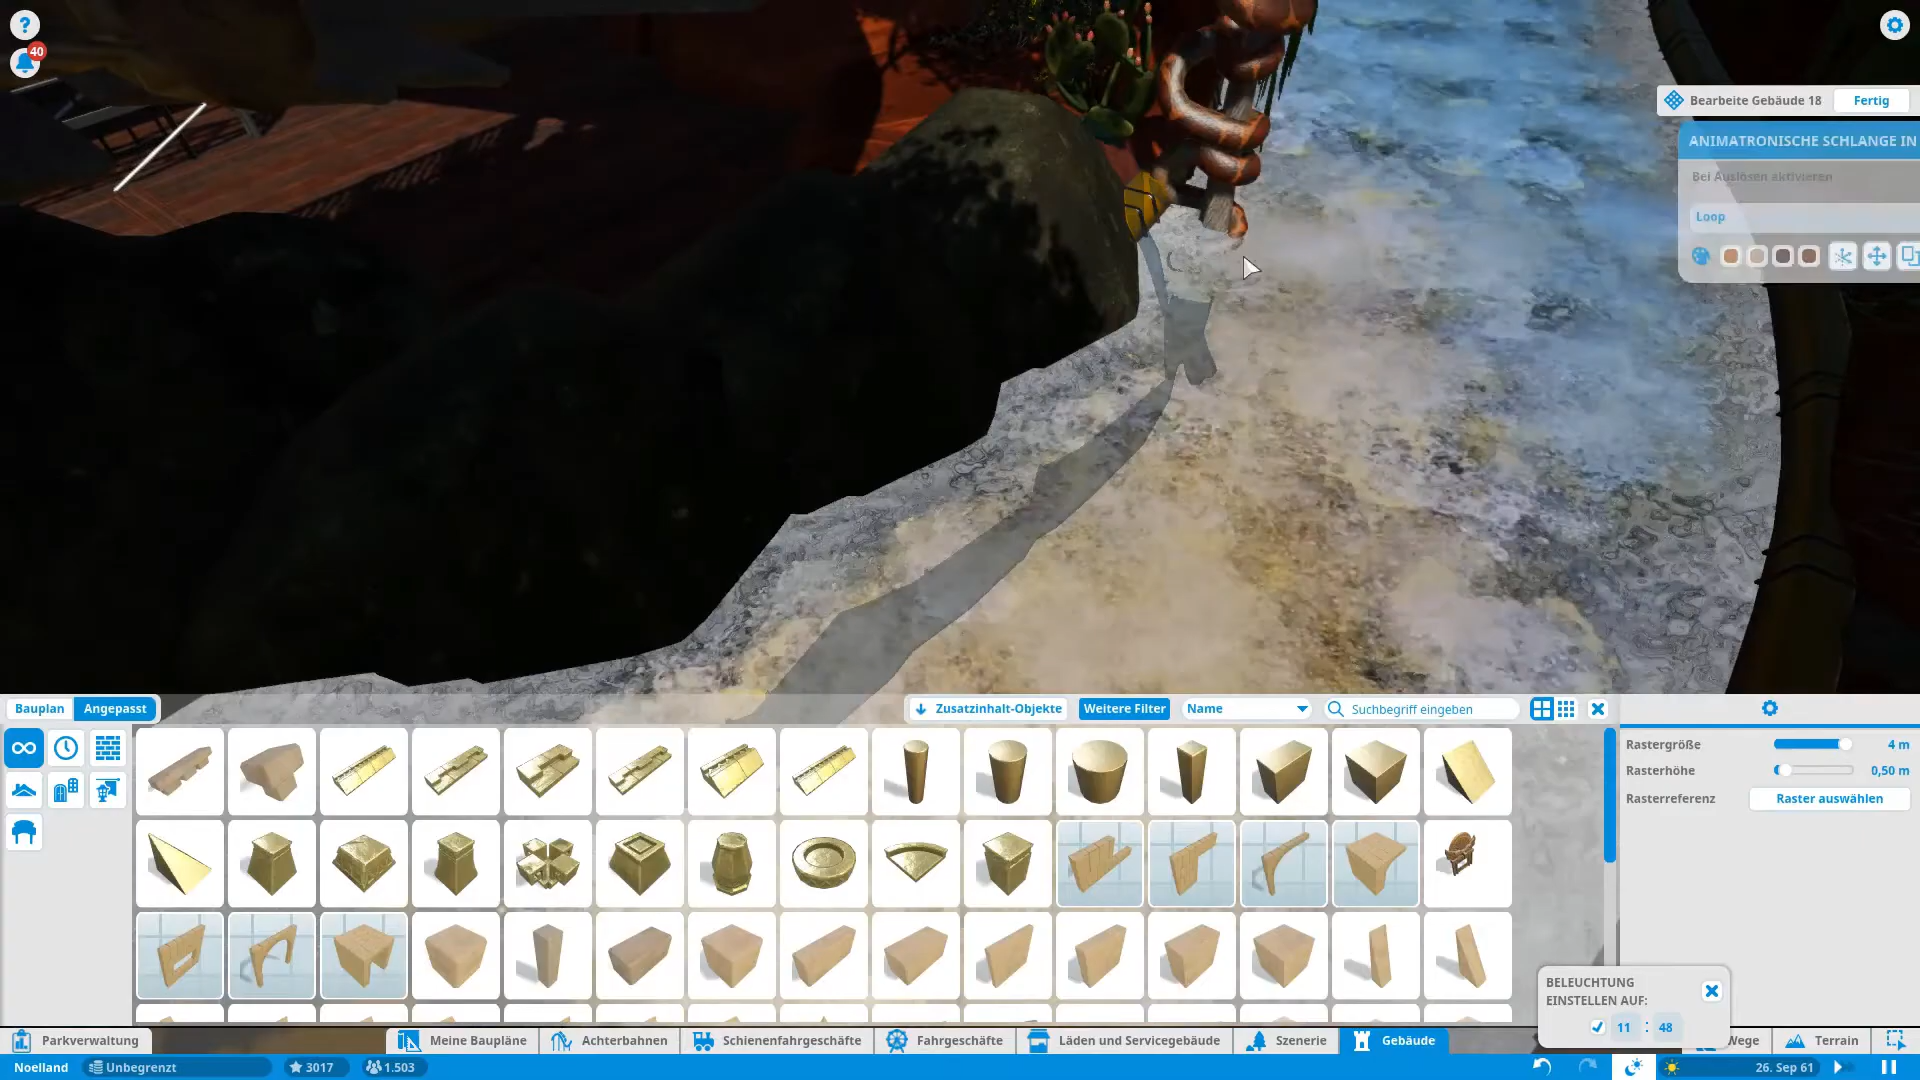 ?
40
Bearbeite Gebäude 18
Fertig
ANIMATRONISCHE SCHLANGE IN
Bei Auslösen aktivieren
Loop
Bauplan
Angepasst
Zusatzinhalt-Objekte
Weitere Filter
Name
Suchbegriff eingeben
Rastergröße
4 m
Rasterhöhe
0,50 m
Rasterreferenz
Raster auswählen
BELEUCHTUNG
EINSTELLEN AUF:
11 : 48
Parkverwaltung
Meine Baupläne
Achterbahnen
Schienenfahrgeschäfte
Fahrgeschäfte
Läden und Servicegebäude
Szenerie
Gebäude
Wege
Terrain
Noelland
Unbegrenzt
3017
1.503
26. Sep 61